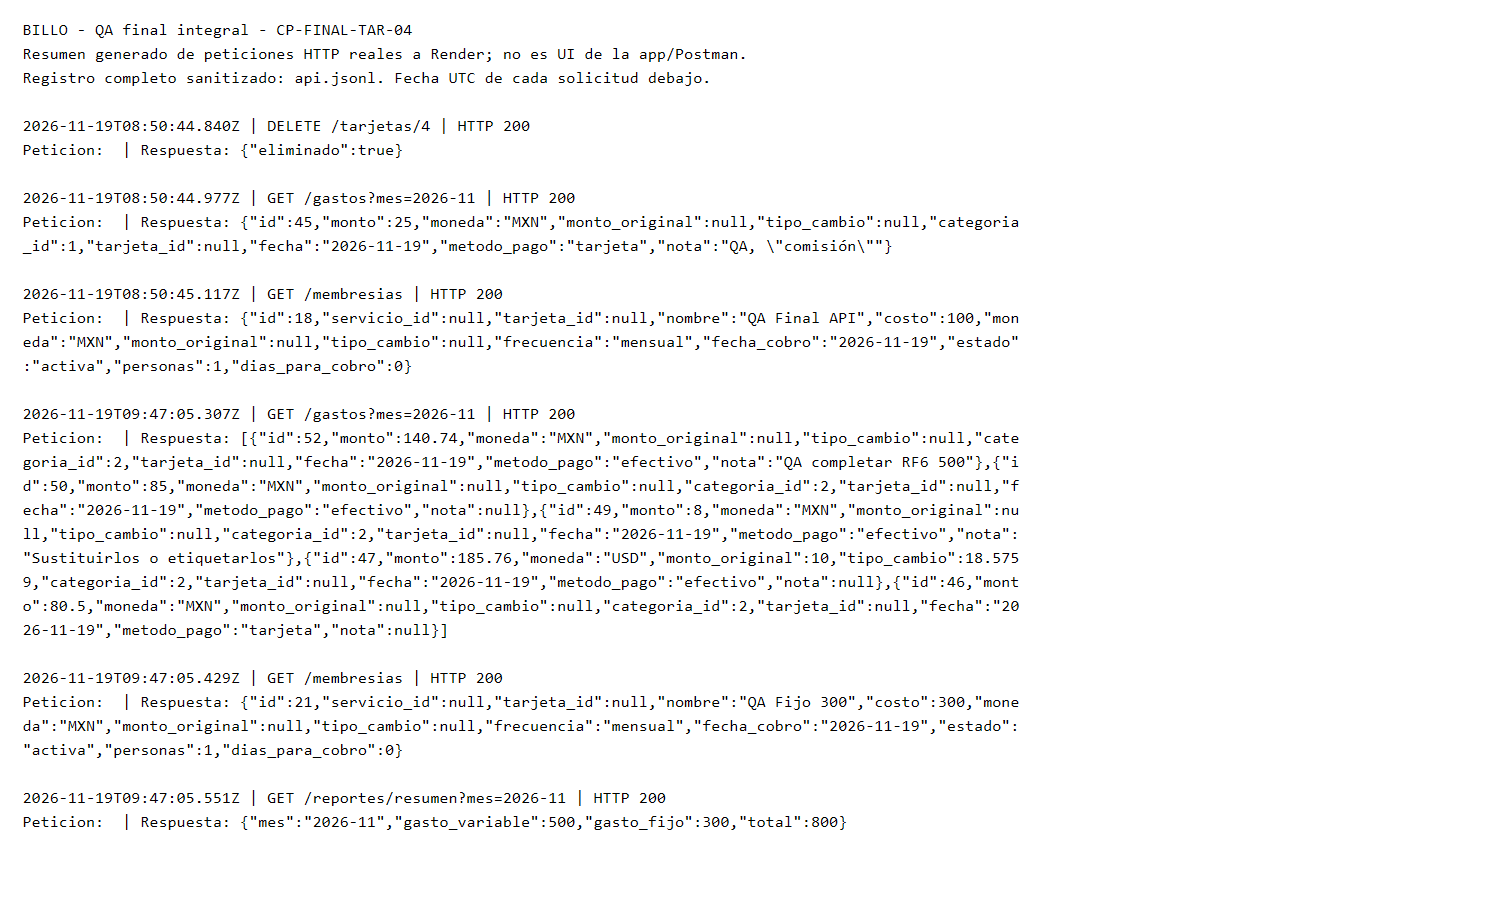 BILLO - QA final integral - CP-FINAL-TAR-04
Resumen generado de peticiones HTTP reales a Render; no es UI de la app/Postman.
Registro completo sanitizado: api.jsonl. Fecha UTC de cada solicitud debajo.
2026-11-19T08:50:44.840Z | DELETE /tarjetas/4 | HTTP 200
Peticion:  | Respuesta: {"eliminado":true}
2026-11-19T08:50:44.977Z | GET /gastos?mes=2026-11 | HTTP 200
Peticion:  | Respuesta: {"id":45,"monto":25,"moneda":"MXN","monto_original":null,"tipo_cambio":null,"categoria
_id":1,"tarjeta_id":null,"fecha":"2026-11-19","metodo_pago":"tarjeta","nota":"QA, \"comisión\""}
2026-11-19T08:50:45.117Z | GET /membresias | HTTP 200
Peticion:  | Respuesta: {"id":18,"servicio_id":null,"tarjeta_id":null,"nombre":"QA Final API","costo":100,"mon
eda":"MXN","monto_original":null,"tipo_cambio":null,"frecuencia":"mensual","fecha_cobro":"2026-11-19","estado"
:"activa","personas":1,"dias_para_cobro":0}
2026-11-19T09:47:05.307Z | GET /gastos?mes=2026-11 | HTTP 200
Peticion:  | Respuesta: [{"id":52,"monto":140.74,"moneda":"MXN","monto_original":null,"tipo_cambio":null,"cate
goria_id":2,"tarjeta_id":null,"fecha":"2026-11-19","metodo_pago":"efectivo","nota":"QA completar RF6 500"},{"i
d":50,"monto":85,"moneda":"MXN","monto_original":null,"tipo_cambio":null,"categoria_id":2,"tarjeta_id":null,"f
echa":"2026-11-19","metodo_pago":"efectivo","nota":null},{"id":49,"monto":8,"moneda":"MXN","monto_original":nu
ll,"tipo_cambio":null,"categoria_id":2,"tarjeta_id":null,"fecha":"2026-11-19","metodo_pago":"efectivo","nota":
"Sustituirlos o etiquetarlos"},{"id":47,"monto":185.76,"moneda":"USD","monto_original":10,"tipo_cambio":18.575
9,"categoria_id":2,"tarjeta_id":null,"fecha":"2026-11-19","metodo_pago":"efectivo","nota":null},{"id":46,"mont
o":80.5,"moneda":"MXN","monto_original":null,"tipo_cambio":null,"categoria_id":2,"tarjeta_id":null,"fecha":"20
26-11-19","metodo_pago":"tarjeta","nota":null}]
2026-11-19T09:47:05.429Z | GET /membresias | HTTP 200
Peticion:  | Respuesta: {"id":21,"servicio_id":null,"tarjeta_id":null,"nombre":"QA Fijo 300","costo":300,"mone
da":"MXN","monto_original":null,"tipo_cambio":null,"frecuencia":"mensual","fecha_cobro":"2026-11-19","estado":
"activa","personas":1,"dias_para_cobro":0}
2026-11-19T09:47:05.551Z | GET /reportes/resumen?mes=2026-11 | HTTP 200
Peticion:  | Respuesta: {"mes":"2026-11","gasto_variable":500,"gasto_fijo":300,"total":800}